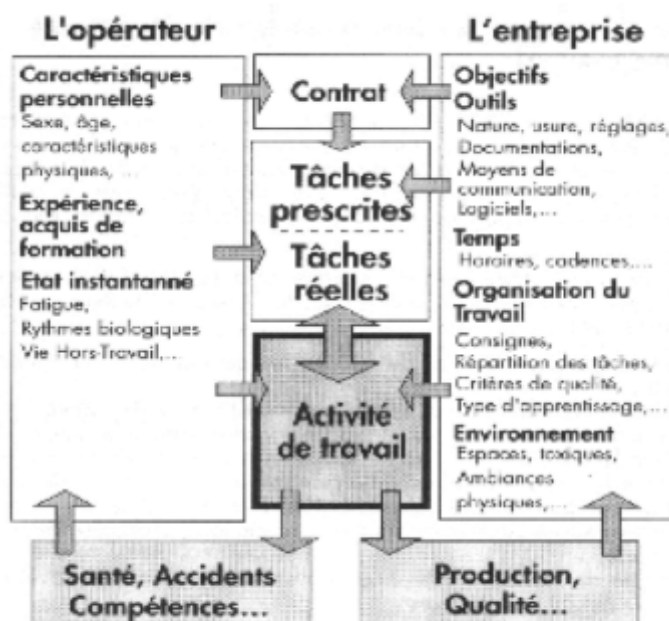 L'opérateur
Caractéristiques
personnelles
Sexe, âge,
caractéristiques
physiques,...
Expérience,
acquis de
formation
Etat instantanné
Fatigue,
Rythmes biologiques
Vie Hors-Travail,...
Contrat
Tâches
prescrites
Tâches
réelles
Activité
de travail
L'entreprise
Objectifs
Outils
Nature, usure, réglages,
Documentations,
Moyens de
communication,
Logiciels,...
Temps
Horaires, cadences,...
Organisation du
Travail
Consignes,
Répartition des tâches,
Critères de qualité,
Type d'apprentissage,...
Environnement
Espaces, toxiques,
Ambiances
physiques,...
Santé, Accidents
Compétences...
Production,
Qualité...